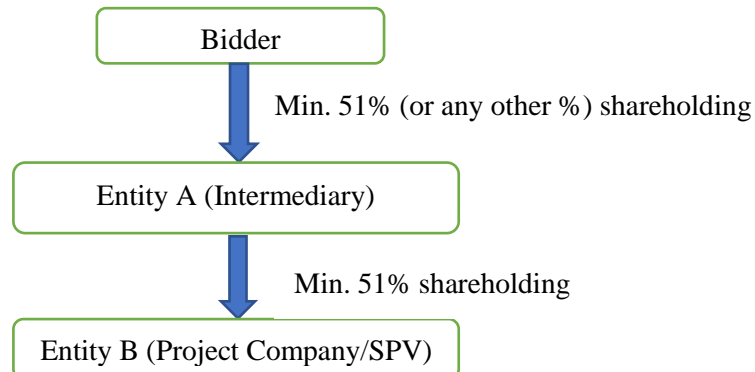 Bidder
Min. 51% (or any other %) shareholding
Entity A (Intermediary)
Min. 51% shareholding
Entity B (Project Company/SPV)